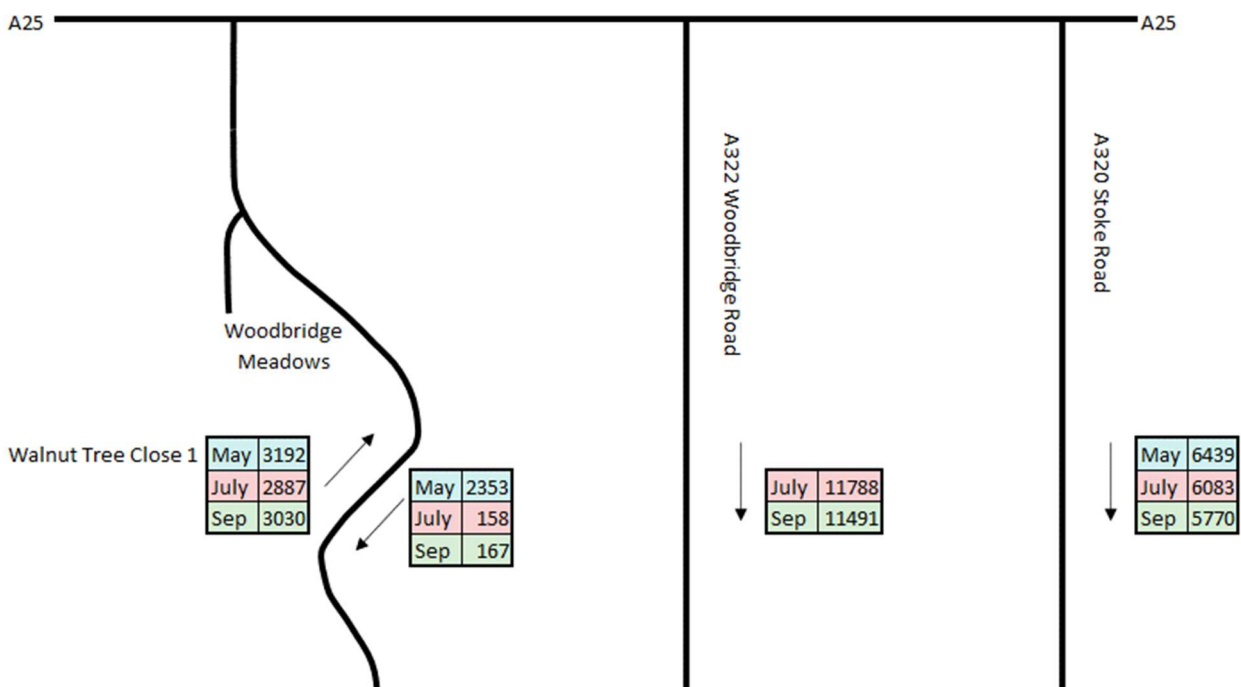 A25
A25
A322 Woodbridge Road
A320 Stoke Road
Woodbridge
Meadows
Walnut Tree Close 1
May 3192
July 2887
Sep 3030
May 2353
July 158
Sep 167
July 11788
Sep 11491
May 6439
July 6083
Sep 5770